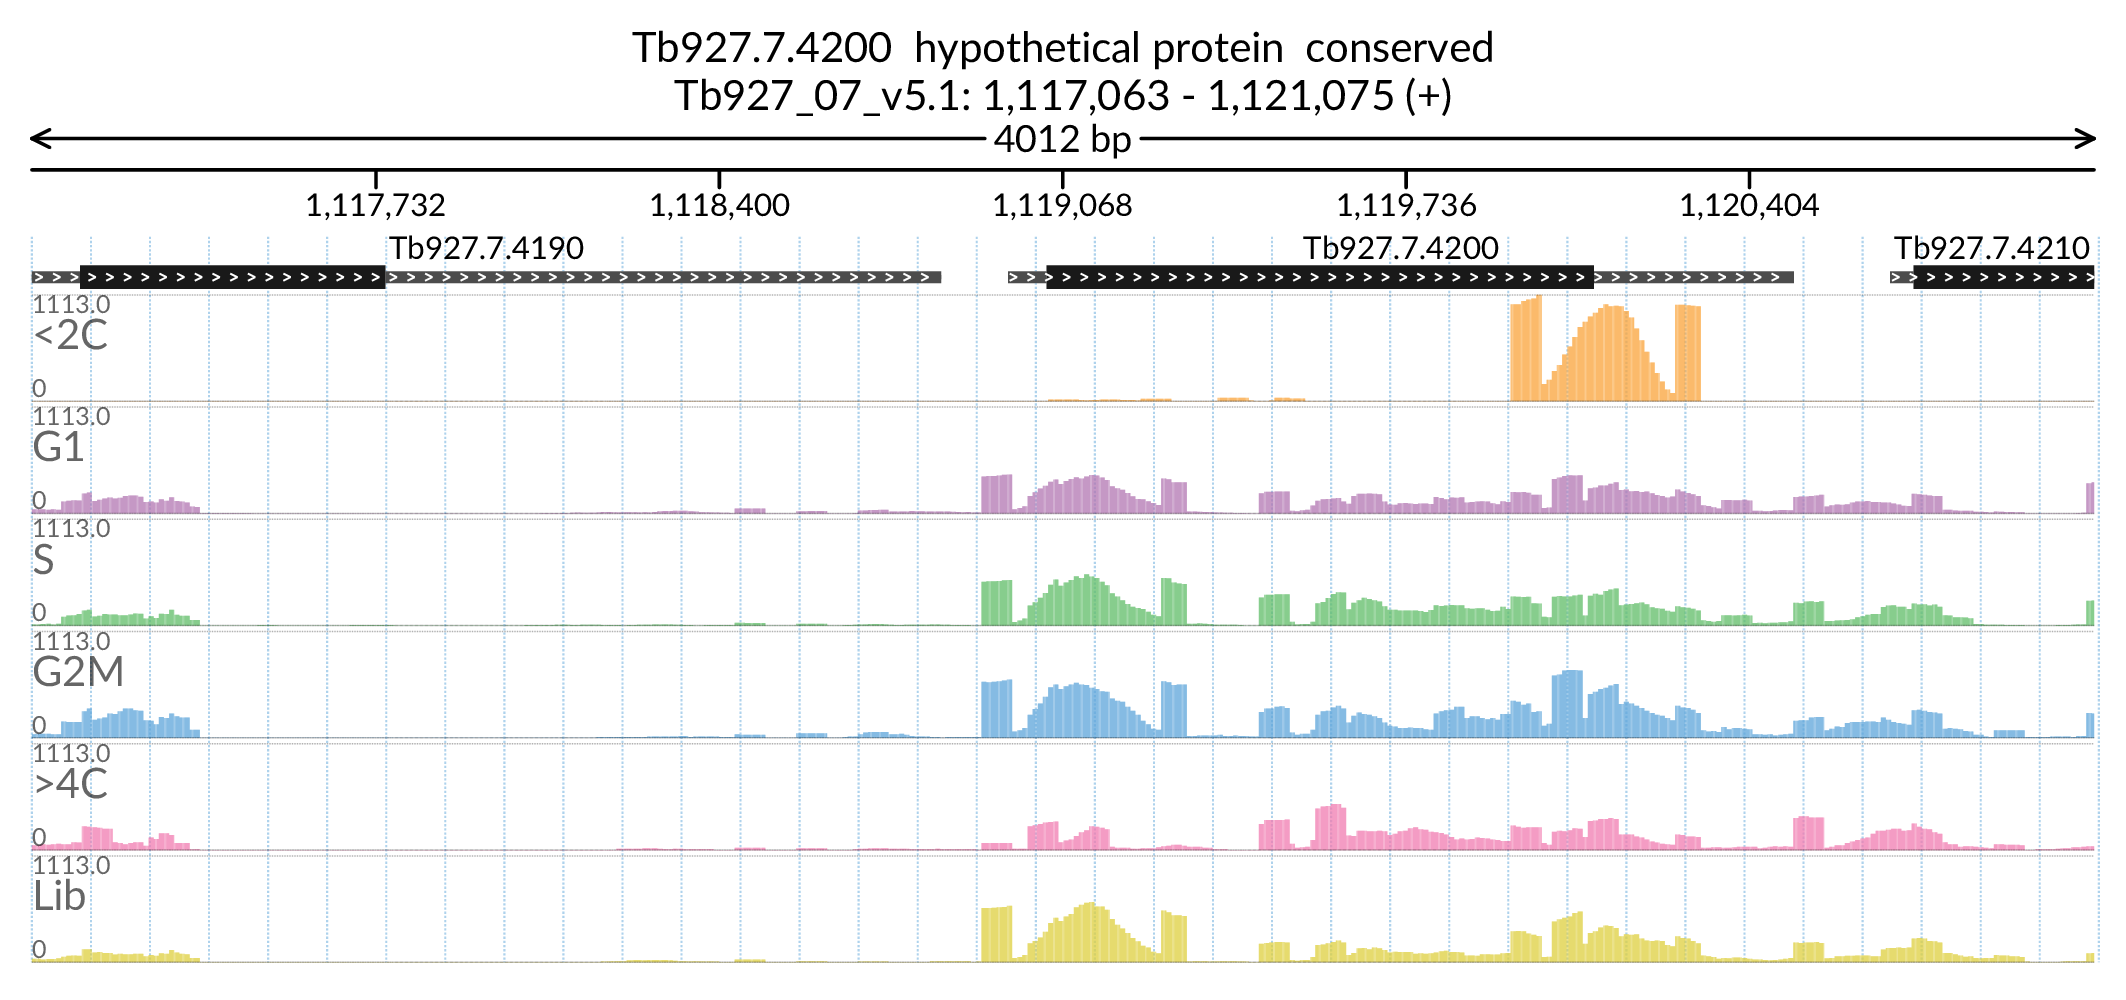 Tb927.7.4200 hypothetical protein conserved
Tb927_07_v5.1: 1,117,063 - 1,121,075 (+)
4012 bp
1,117,732 1,118,400 1,119,068 1,119,736 1,120,404
Tb927.7.4190 Tb927.7.4200 Tb927.7.4210
1113.0
<2C
0
1113.0
G1
0
1113.0
S
0
1113.0
G2M
0
1113.0
>4C
0
1113.0
Lib
0